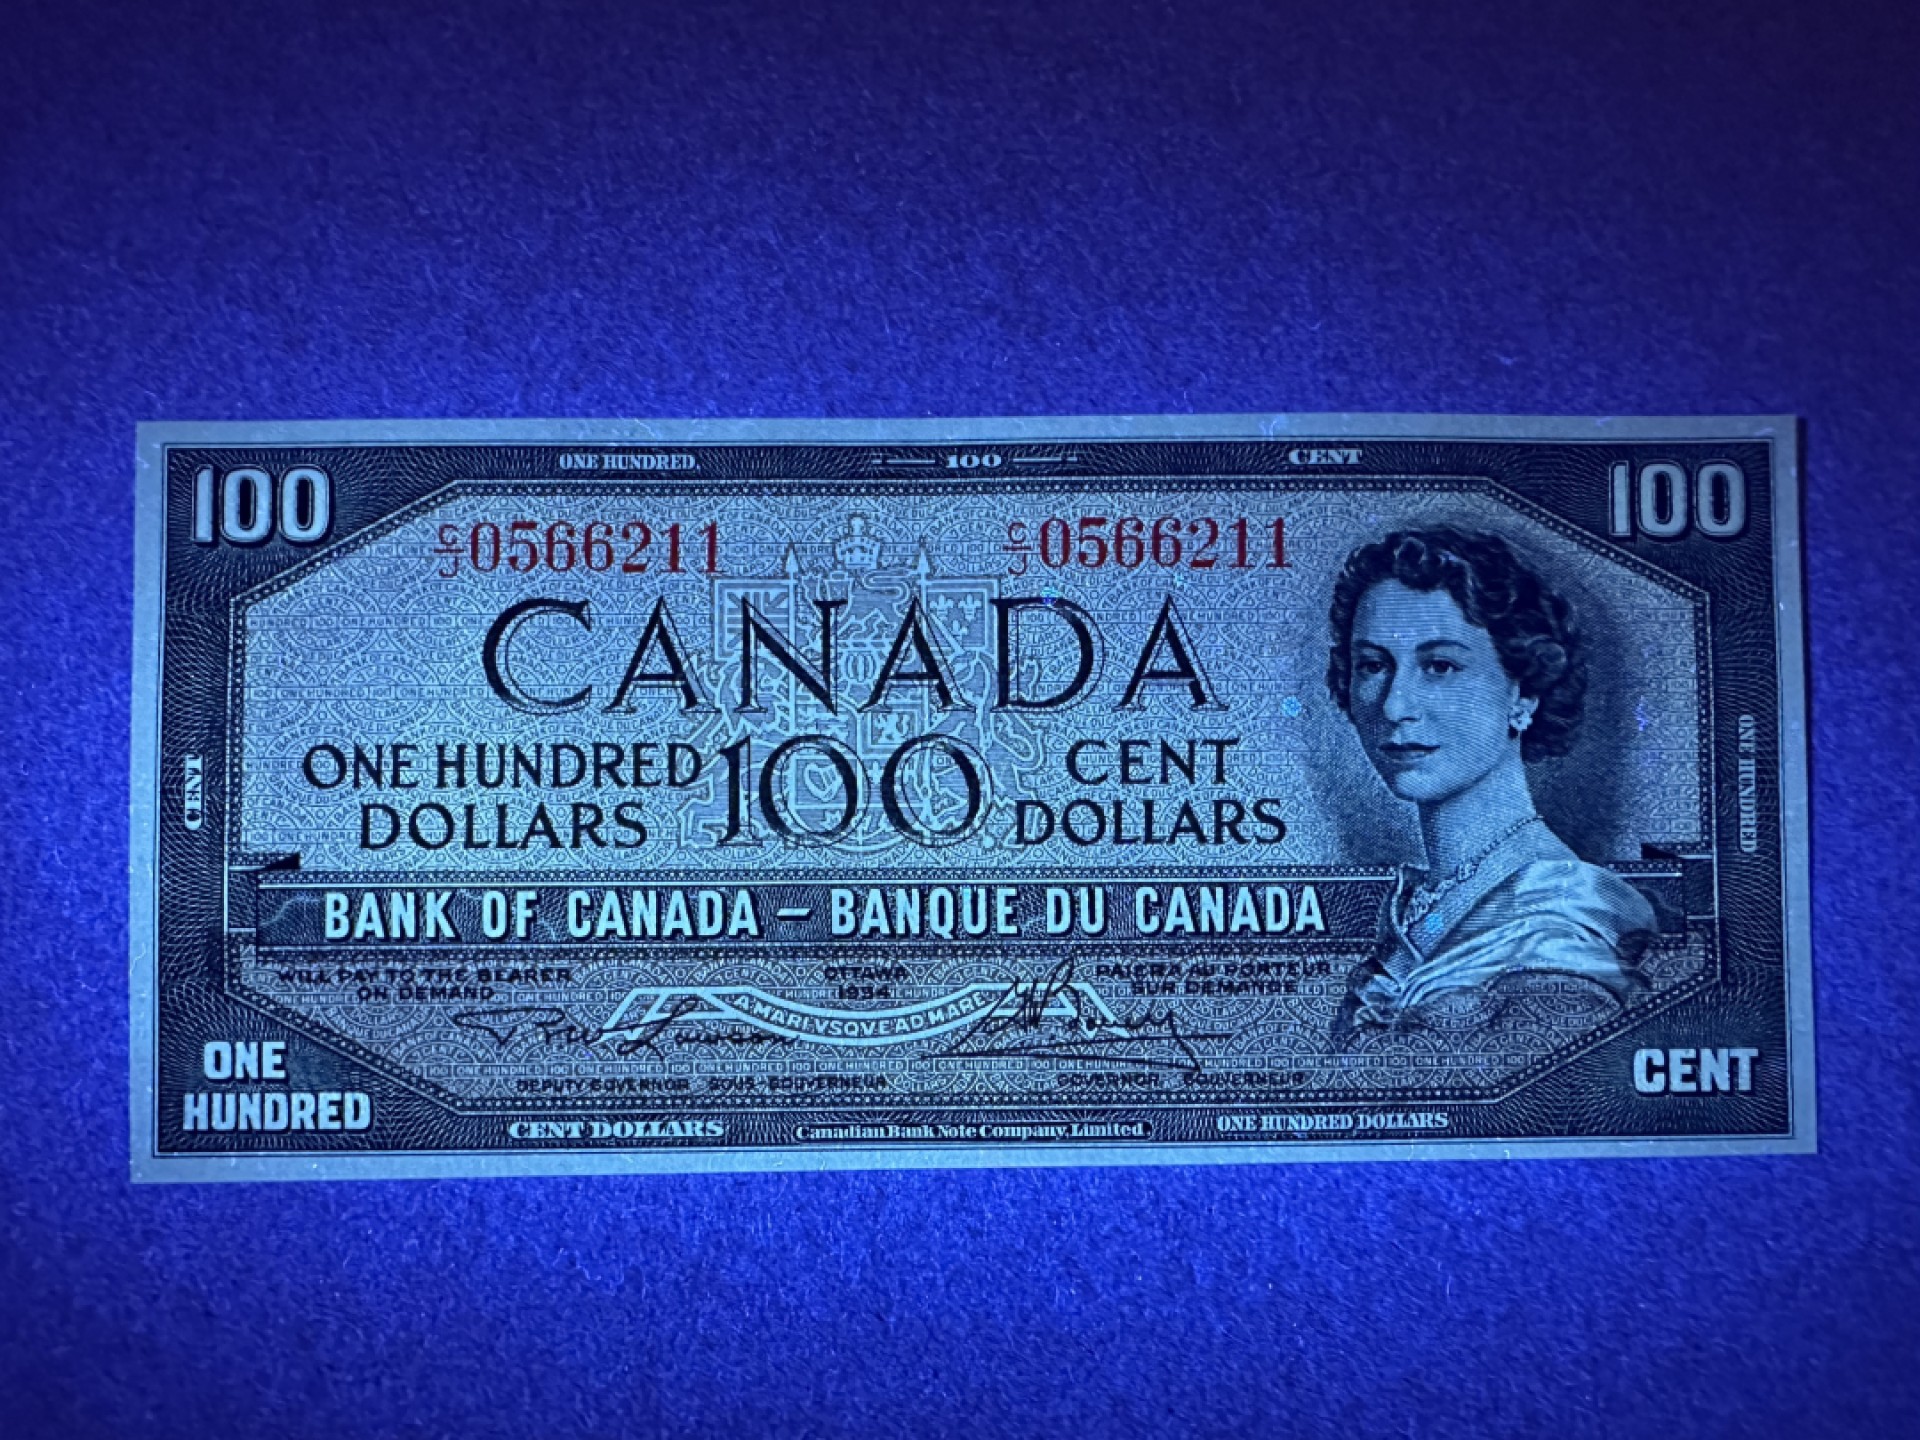 ONE HUNDRED. 100 CENT
100 100
C/J 0566211 C/J 0566211
CANADA
ONE HUNDRED DOLLARS 100 CENT DOLLARS
CENT
ONE HUNDRED
BANK OF CANADA – BANQUE DU CANADA
WILL PAY TO THE BEARER ON DEMAND
OTTAWA 1954
PAIERA AU PORTEUR SUR DEMANDE
A·MARI·VSQVE·AD·MARE
DEPUTY GOVERNOR SOUS-GOUVERNEUR
GOVERNOR, GOUVERNEUR
ONE HUNDRED
CENT
CENT DOLLARS
Canadian Bank Note Company, Limited
ONE HUNDRED DOLLARS